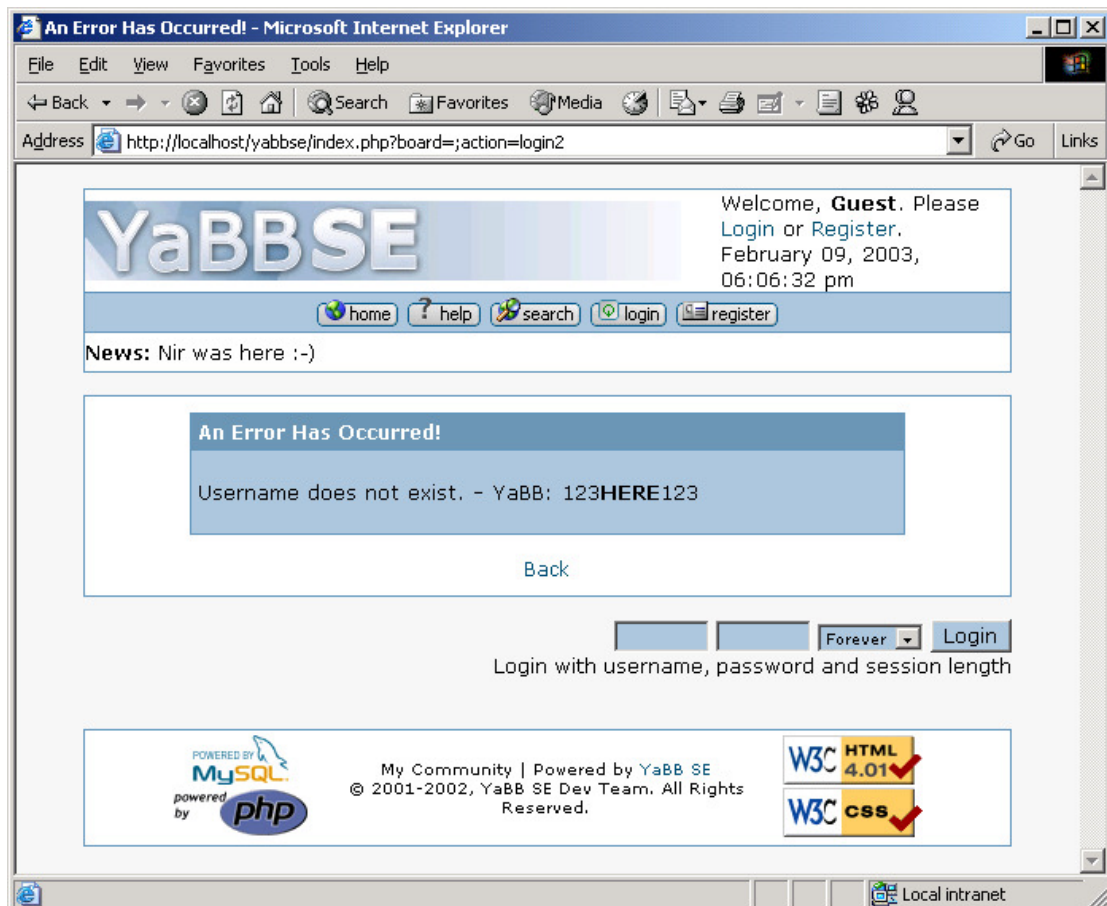 An Error Has Occurred! - Microsoft Internet Explorer
File Edit View Favorites Tools Help
Back Search Favorites Media
Address http://localhost/yabbse/index.php?board=;action=login2 Go Links
YaBBSE
Welcome, Guest. Please
Login or Register.
February 09, 2003,
06:06:32 pm
home ? help search login register
News: Nir was here :-)
An Error Has Occurred!
Username does not exist. - YaBB: 123HERE123
Back
Forever Login
Login with username, password and session length
POWERED BY
MySQL
powered
by php
My Community | Powered by YaBB SE
© 2001-2002, YaBB SE Dev Team. All Rights
Reserved.
W3C HTML
4.01
W3C css
Local intranet